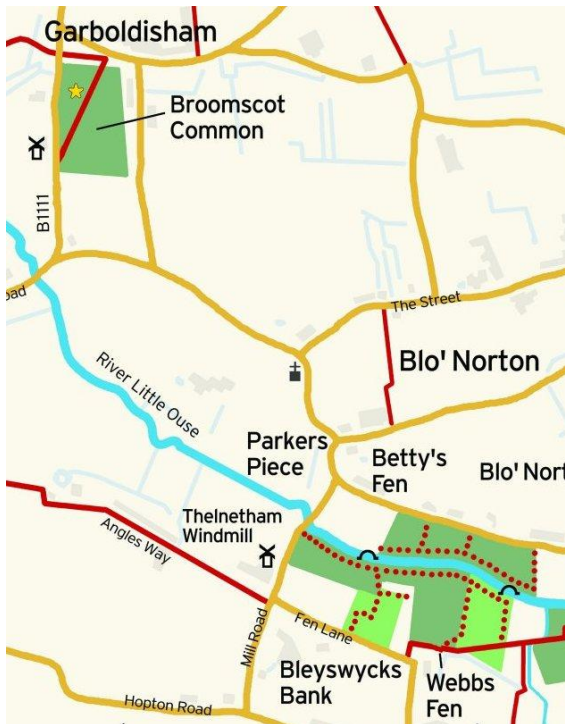 Garboldisham
Broomscot
Common
B1111
oad
The Street
River Little Ouse
Blo' Norton
Parkers
Piece
Betty's
Fen
Blo' Nort
Thelnetham
Windmill
Angles Way
Fen Lane
Mill Road
Bleyswycks
Bank
Webbs
Fen
Hopton Road